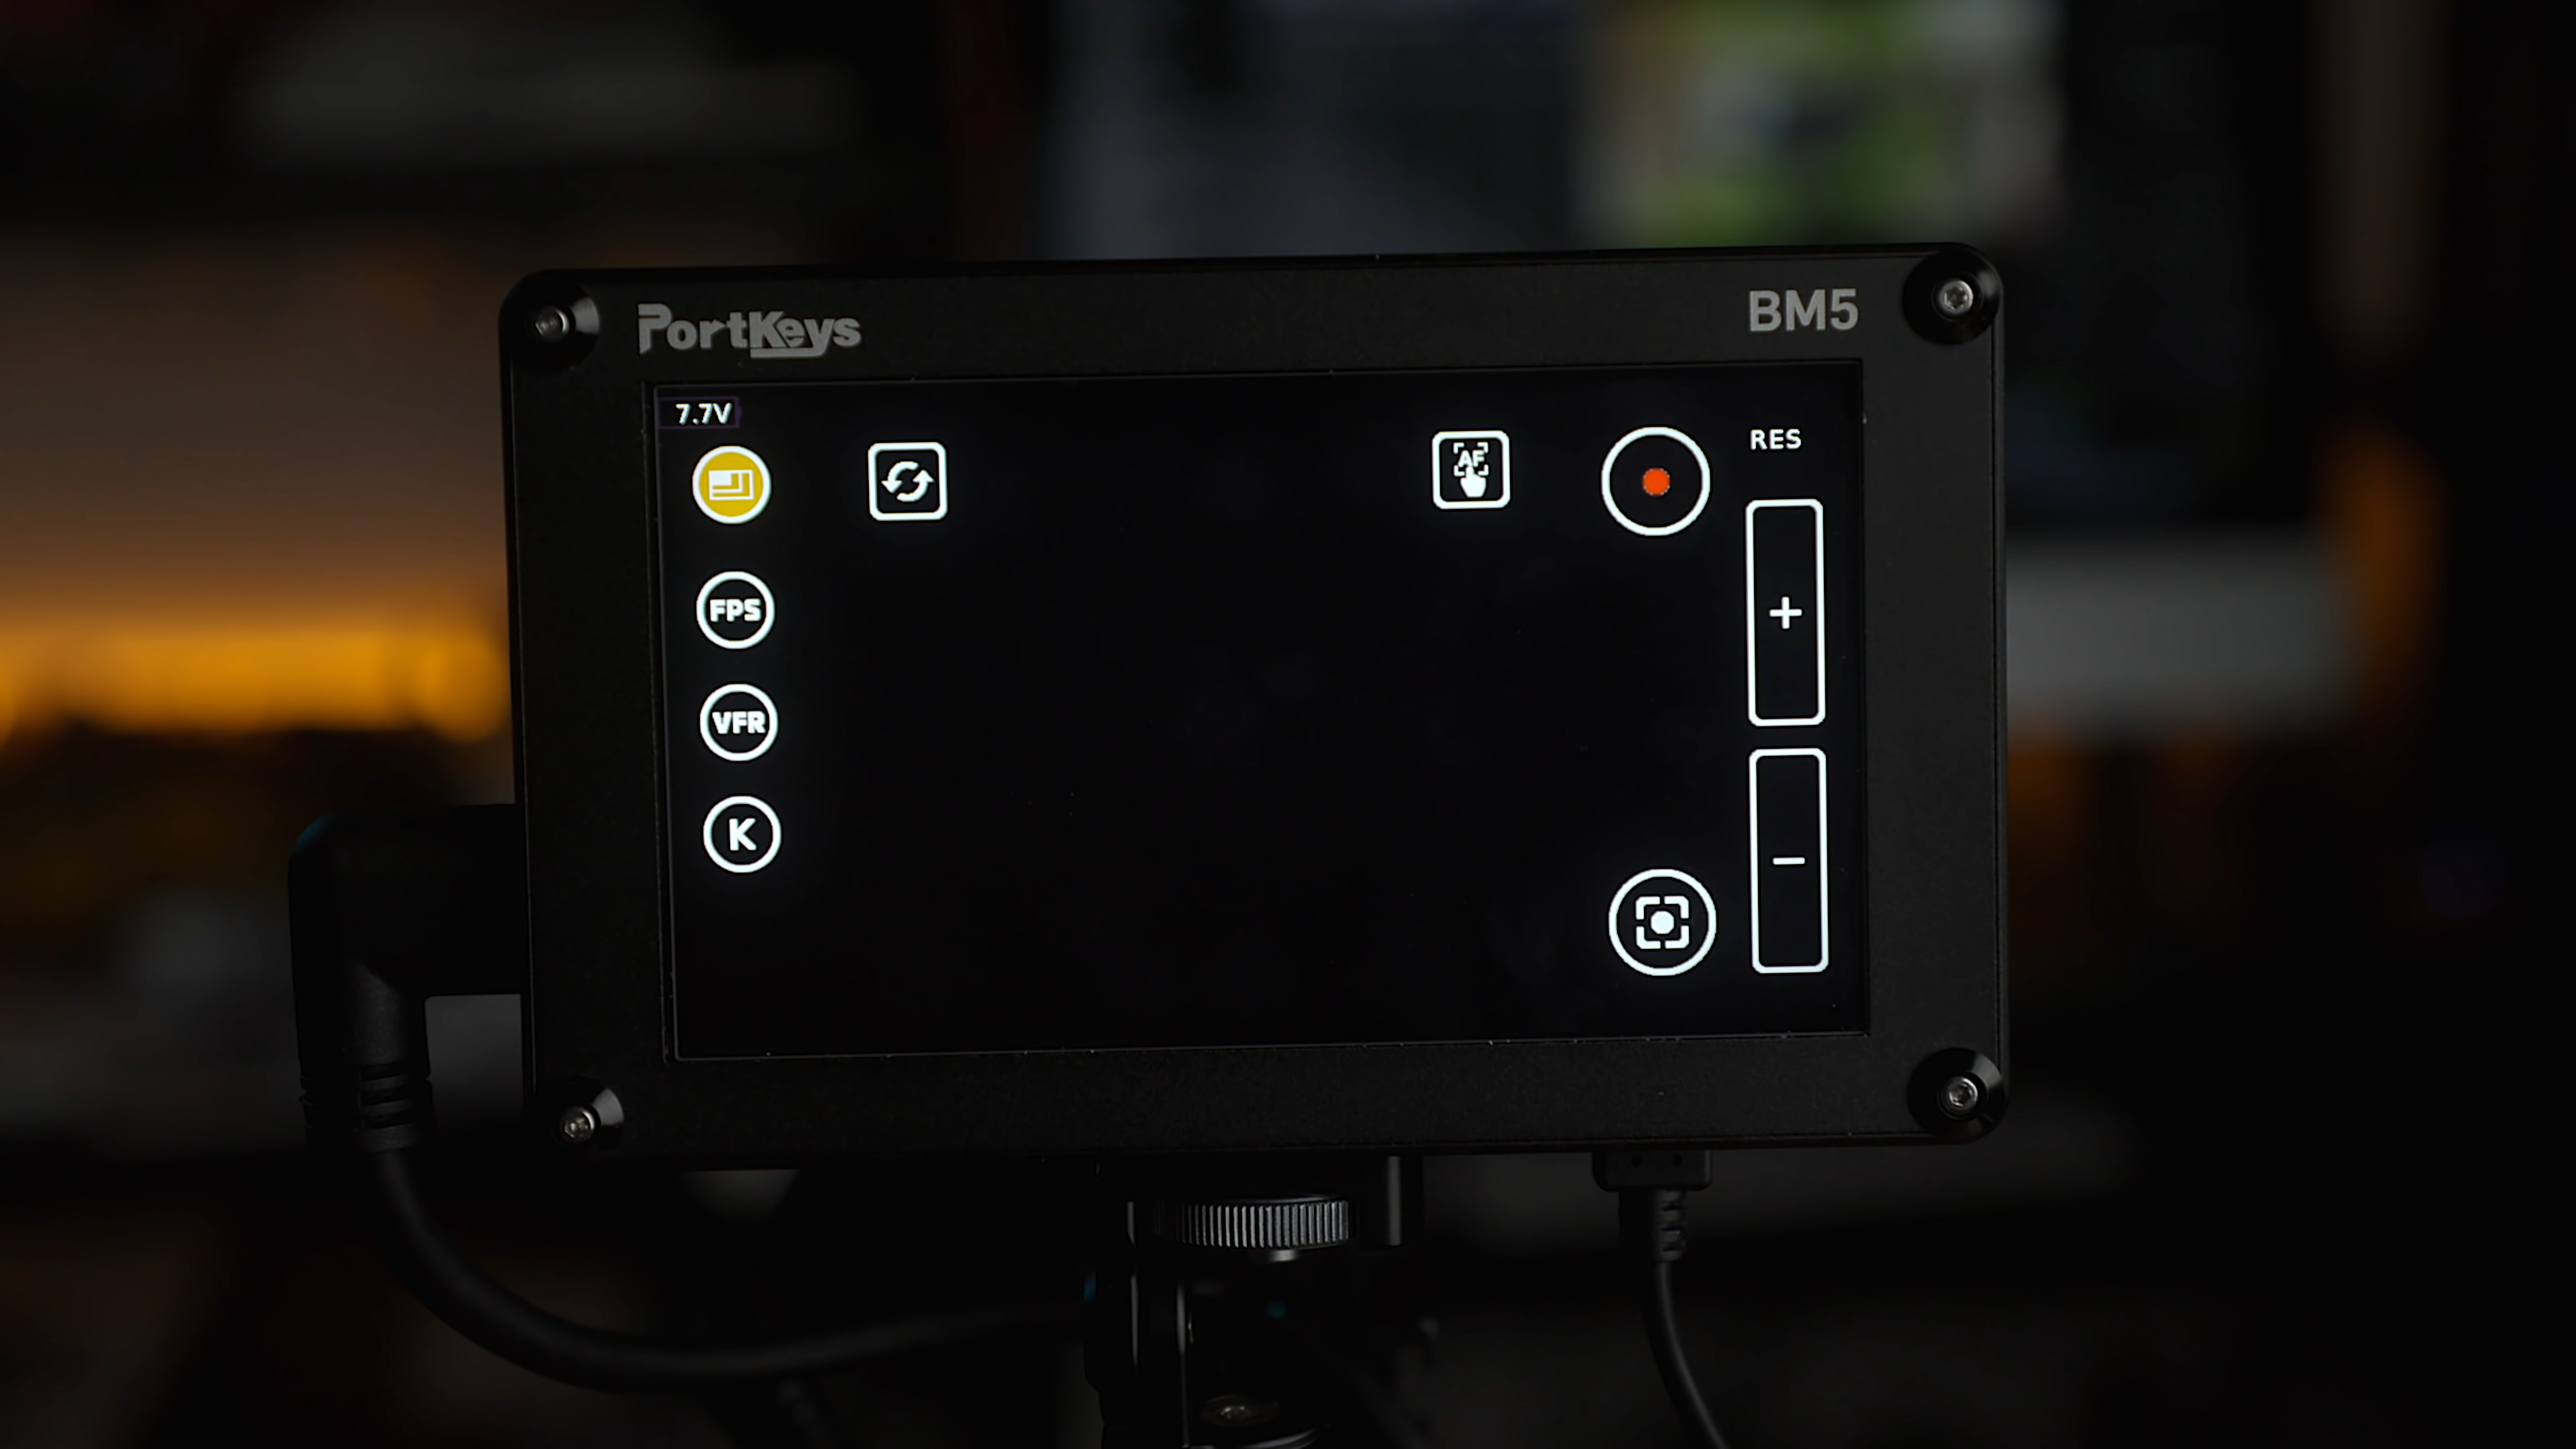 PortKeys
BM5
7.7V
AF
RES
FPS
+
VFR
K
−